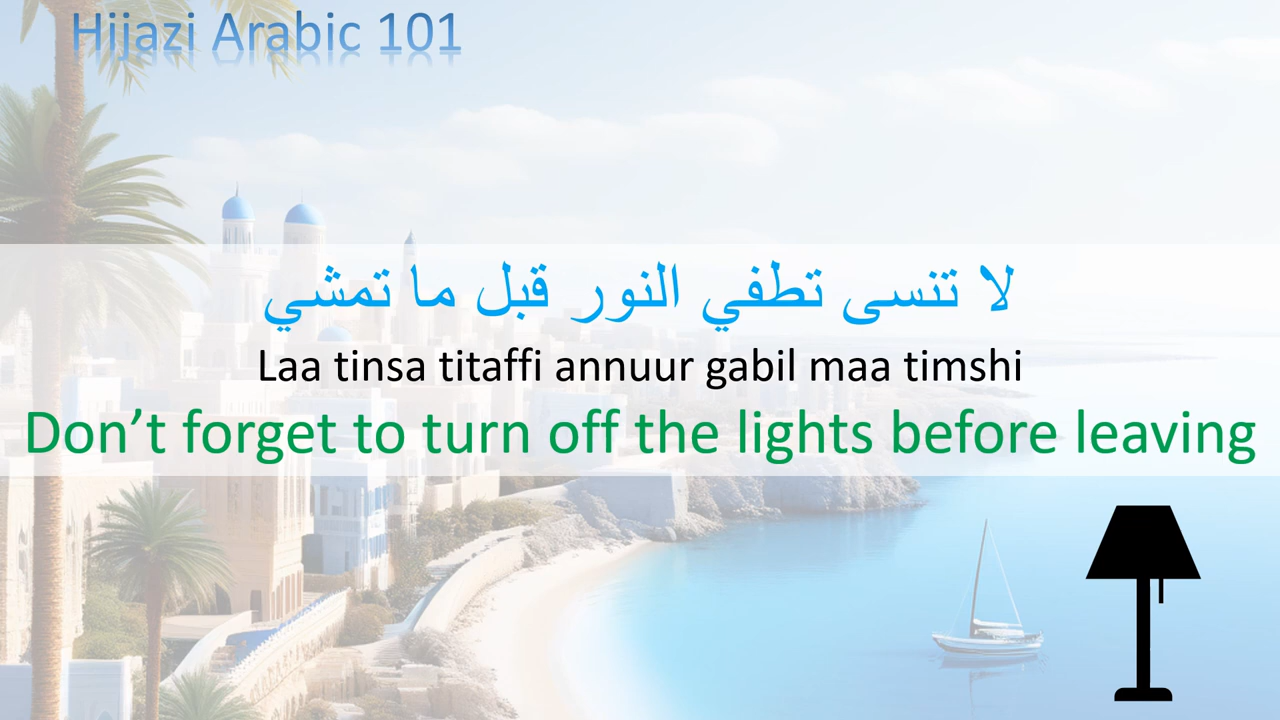 Hijazi Arabic 101
لا تنسى تطفي النور قبل ما تمشي
Laa tinsa titaffi annuur gabil maa timshi
Don’t forget to turn off the lights before leaving